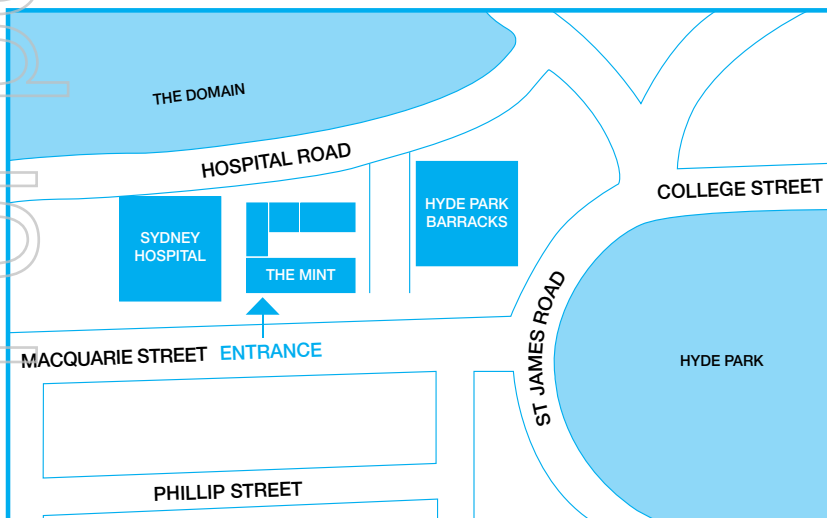 THE DOMAIN
HOSPITAL ROAD
COLLEGE STREET
HYDE PARK
BARRACKS
SYDNEY
HOSPITAL
THE MINT
ST JAMES ROAD
MACQUARIE STREET
ENTRANCE
HYDE PARK
PHILLIP STREET